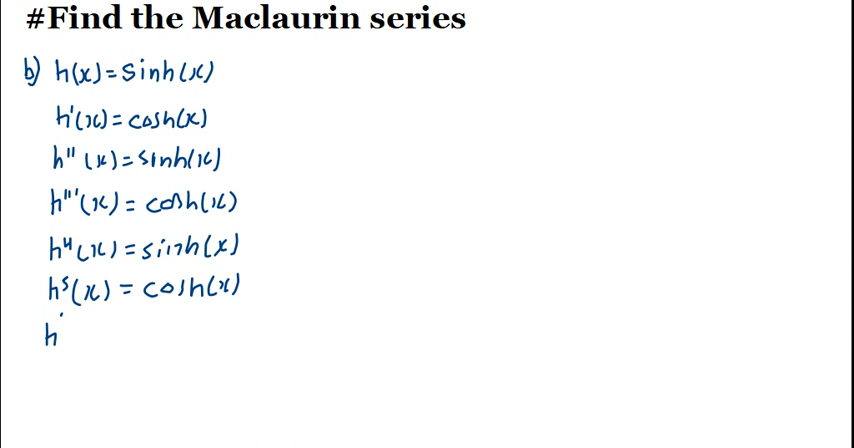 #Find the Maclaurin series
b) h(x)=sinh(x)
h'(x)=cosh(x)
h"(x)=sinh(x)
h"'(x)=cosh(x)
h⁴(x)=sinh(x)
h⁵(x)=cosh(x)
h